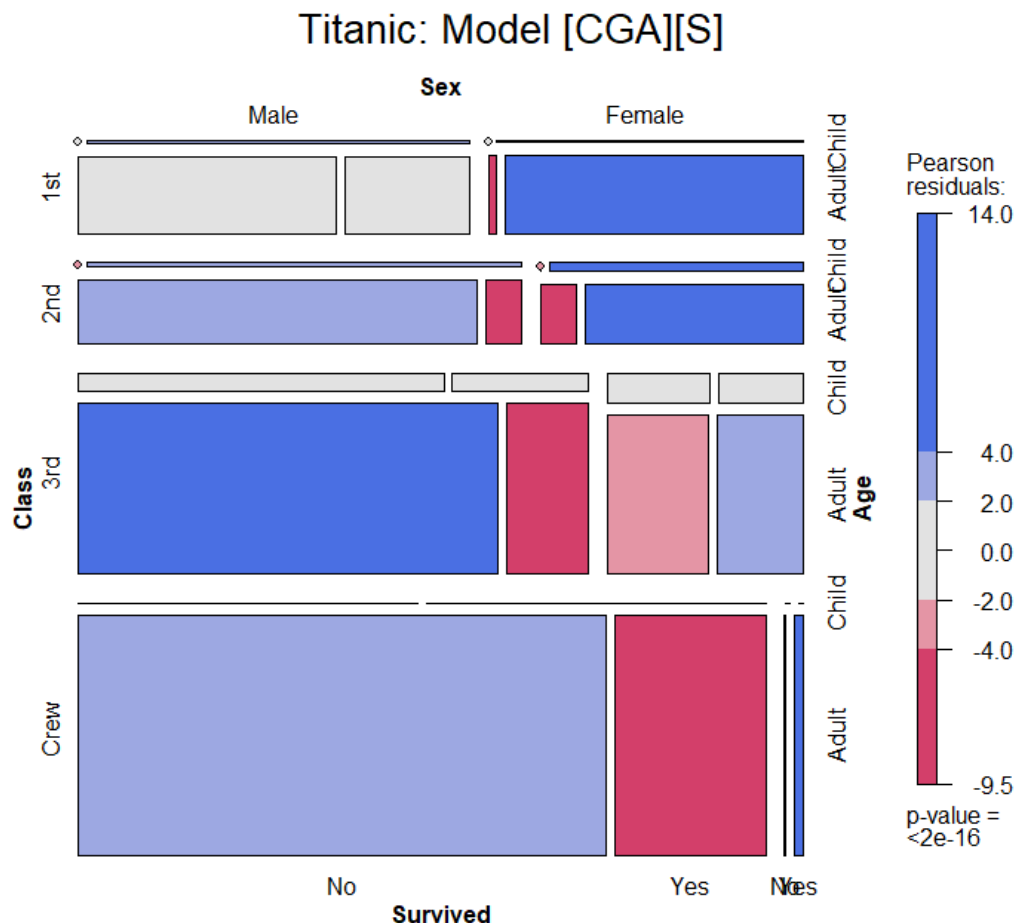 Titanic: Model [CGA][S]
Sex
Male Female
1st
2nd
3rd
Crew
Class
Child
Adult
Child
Adult
Child
Adult
Child
Adult
Age
No Yes No Yes
Survived
Pearson
residuals:
14.0
4.0
2.0
0.0
-2.0
-4.0
-9.5
p-value =
<2e-16